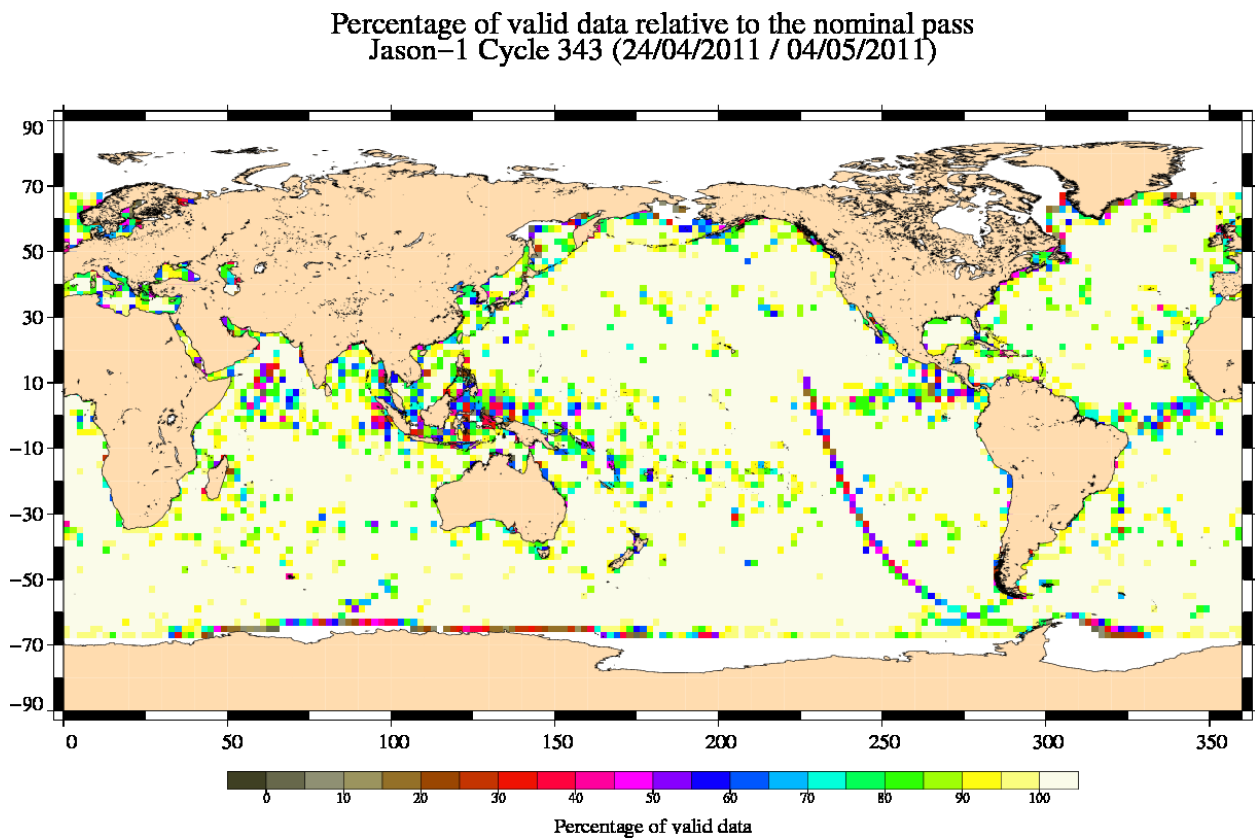 Percentage of valid data relative to the nominal pass
Jason−1 Cycle 343 (24/04/2011 / 04/05/2011)
90
70
50
30
10
−10
−30
−50
−70
−90
0 50 100 150 200 250 300 350
0 10 20 30 40 50 60 70 80 90 100
Percentage of valid data